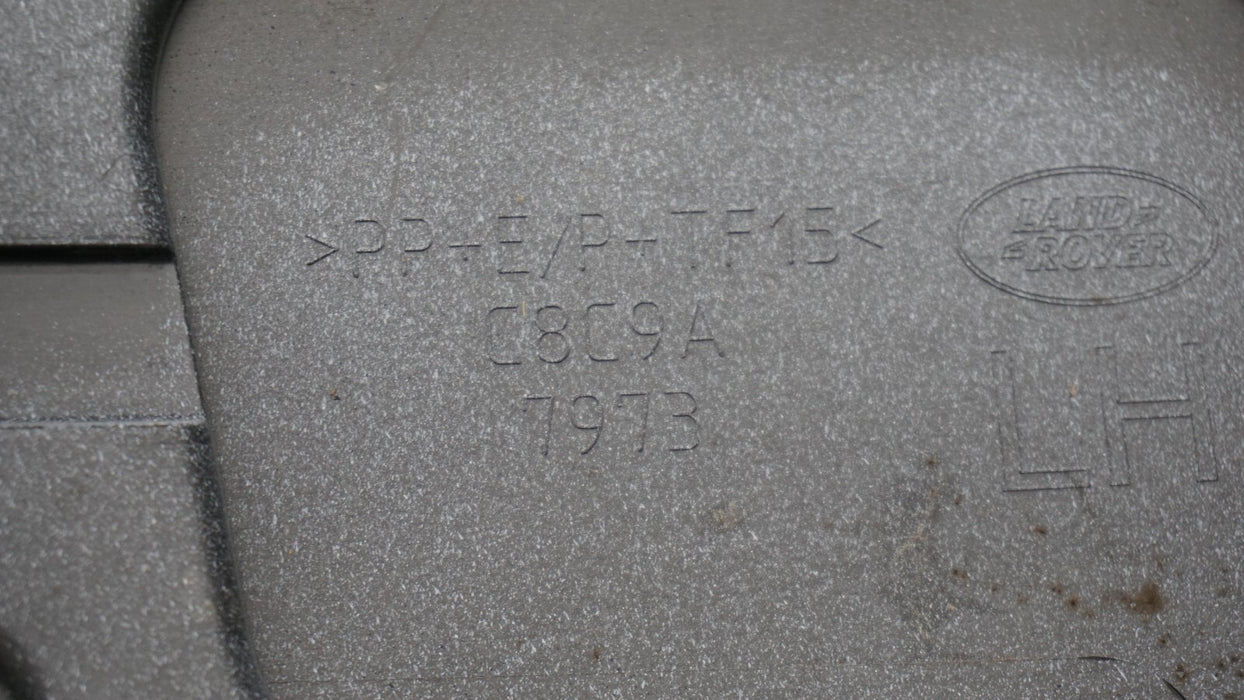 >PP+E/P+TF15<
LAND
ROVER
C8C9A
7973
LH